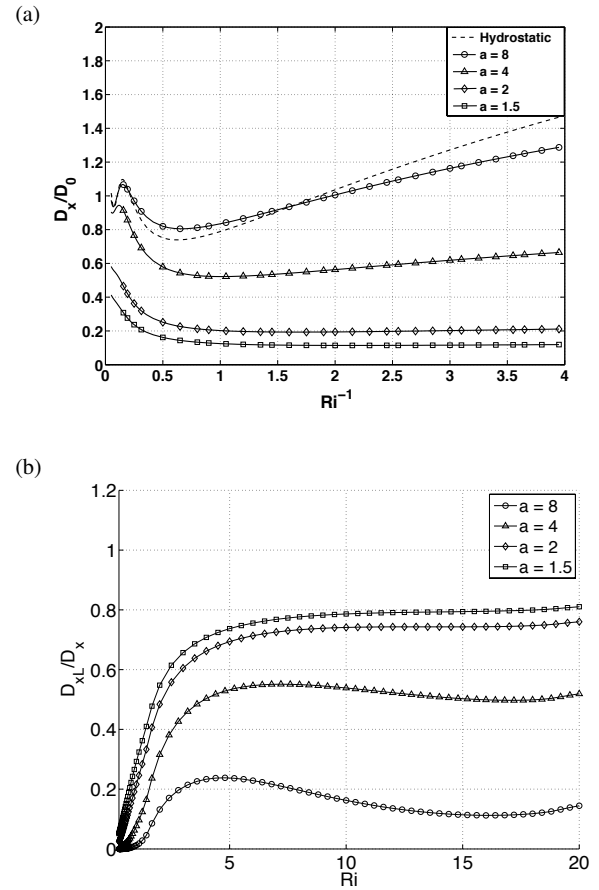 (a)
2
1.8
1.6
1.4
1.2
1
0.8
0.6
0.4
0.2
0
Dₓ/D₀
Hydrostatic
a = 8
a = 4
a = 2
a = 1.5
0 0.5 1 1.5 2 2.5 3 3.5 4
Ri⁻¹
(b)
1.2
1
0.8
0.6
0.4
0.2
0
D_xL/D_x
a = 8
a = 4
a = 2
a = 1.5
5 10 15 20
Ri